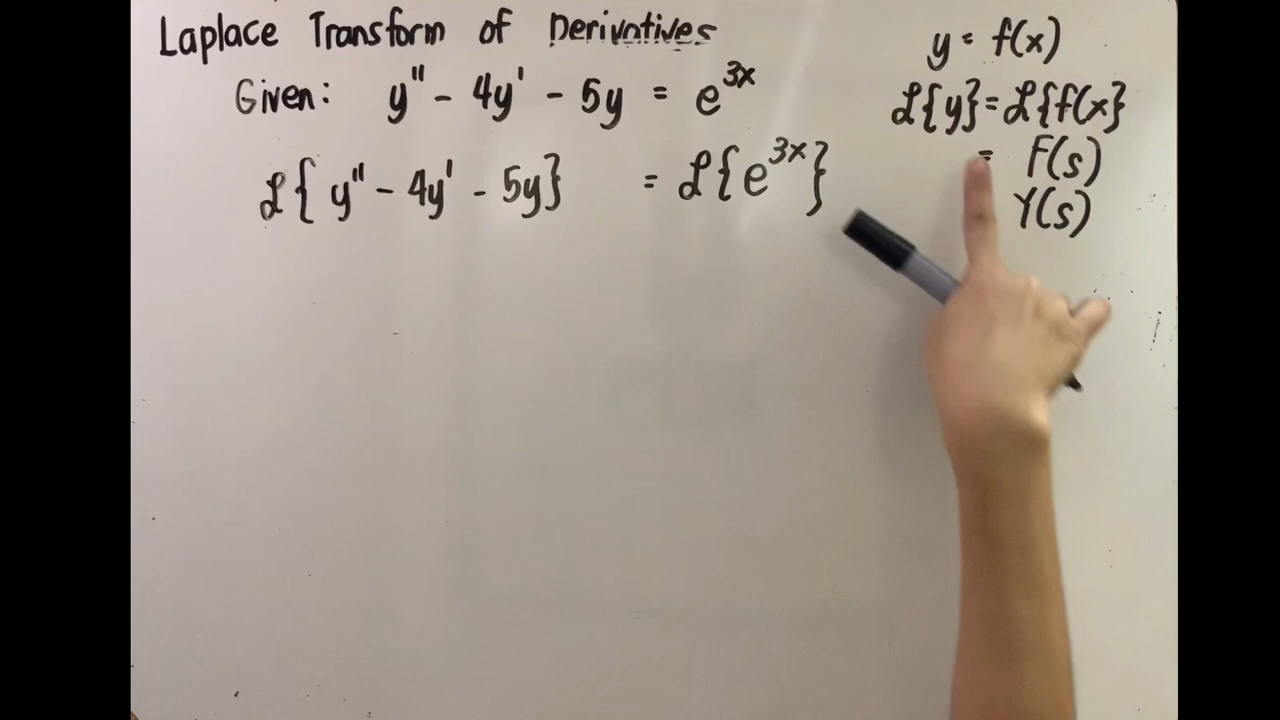 Laplace Transform of Derivatives
Given: y'' - 4y' - 5y = e^{3x}
ℒ{ y'' - 4y' - 5y} = ℒ{e^{3x}}
y = f(x)
ℒ{y} = ℒ{f(x}
= F(s)
Y(s)